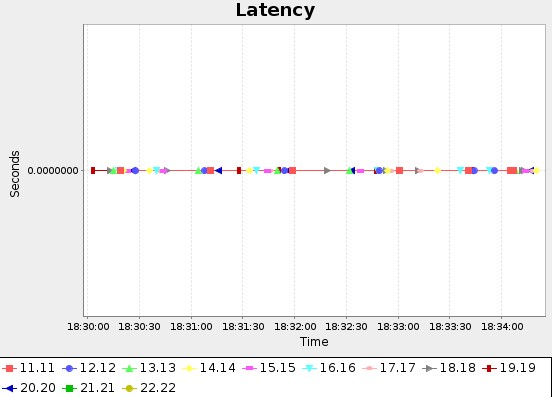 Latency
Seconds
0.0000000
18:30:00 18:30:30 18:31:00 18:31:30 18:32:00 18:32:30 18:33:00 18:33:30 18:34:00
Time
11.11 12.12 13.13 14.14 15.15 16.16 17.17 18.18 19.19
20.20 21.21 22.22